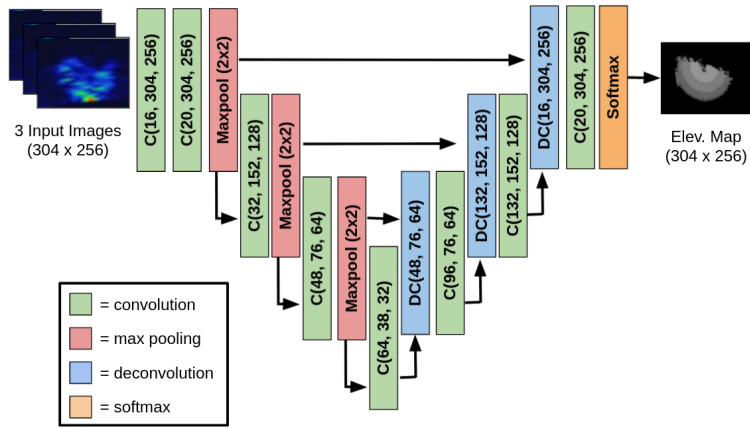 3 Input Images
(304 x 256)
C(16, 304, 256)
C(20, 304, 256)
Maxpool (2x2)
C(32, 152, 128)
Maxpool (2x2)
C(48, 76, 64)
Maxpool (2x2)
C(64, 38, 32)
DC(48, 76, 64)
C(96, 76, 64)
DC(132, 152, 128)
C(132, 152, 128)
DC(16, 304, 256)
C(20, 304, 256)
Softmax
Elev. Map
(304 x 256)
= convolution
= max pooling
= deconvolution
= softmax